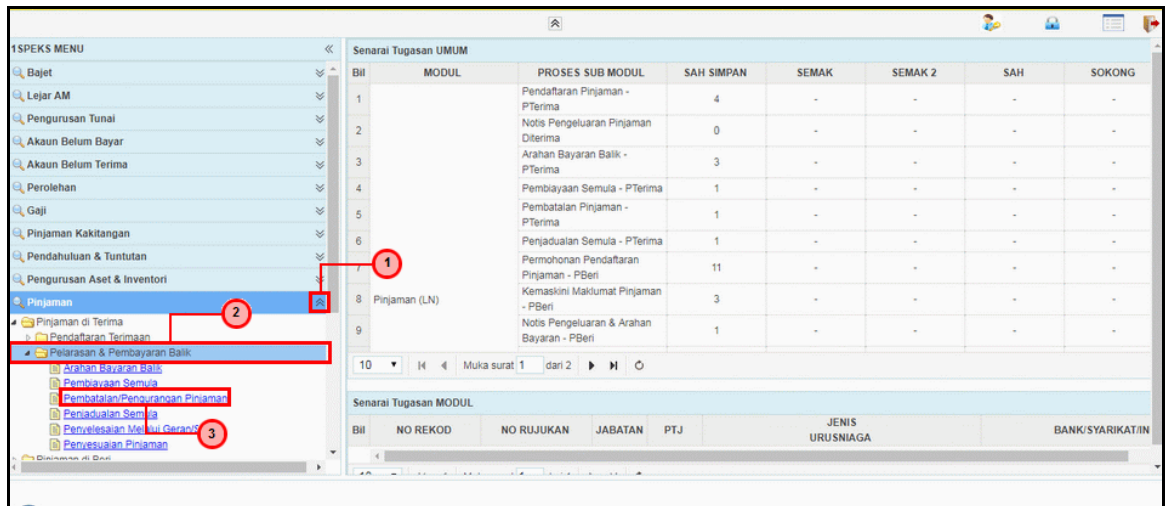 1SPEKS MENU
Bajet
Lejar AM
Pengurusan Tunai
Akaun Belum Bayar
Akaun Belum Terima
Perolehan
Gaji
Pinjaman Kakitangan
Pendahuluan & Tuntutan
Pengurusan Aset & Inventori
Pinjaman
Pinjaman di Terima
Pendaftaran Terimaan
Pelarasan & Pembayaran Balik
Arahan Bayaran Balik
Pembiayaan Semula
Pembatalan/Pengurangan Pinjaman
Penjadualan Semula
Penyelesaian Melalui Geran/
Penyesuaian Pinjaman
Pinjaman di Beri
1
2
3
Senarai Tugasan UMUM
Bil MODUL PROSES SUB MODUL SAH SIMPAN SEMAK SEMAK 2 SAH SOKONG
1 Pendaftaran Pinjaman - PTerima 4 - - - -
2 Notis Pengeluaran Pinjaman Diterima 0 - - - -
3 Arahan Bayaran Balik - PTerima 3 - - - -
4 Pembiayaan Semula - PTerima 1 - - - -
5 Pembatalan Pinjaman - PTerima 1 - - - -
6 Penjadualan Semula - PTerima 1 - - - -
7 Permohonan Pendaftaran Pinjaman - PBeri 11 - - - -
8 Pinjaman (LN) Kemaskini Maklumat Pinjaman - PBeri 3 - - - -
9 Notis Pengeluaran & Arahan Bayaran - PBeri 1 - - - -
10 Muka surat 1 dari 2
Senarai Tugasan MODUL
Bil NO REKOD NO RUJUKAN JABATAN PTJ JENIS URUSNIAGA BANK/SYARIKAT/IN